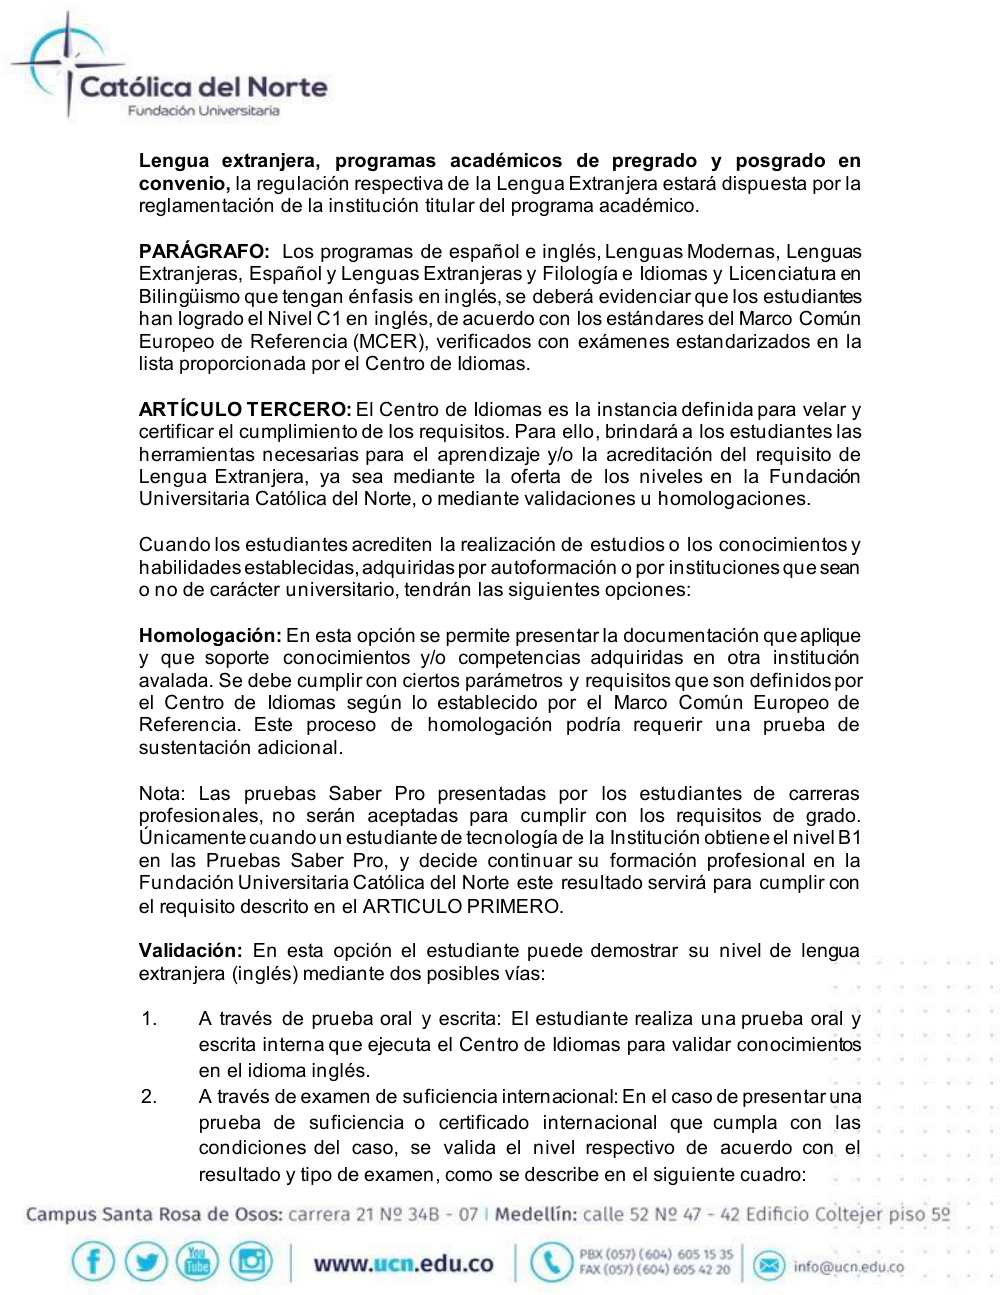 Católica del Norte
Fundación Universitaria
Lengua extranjera, programas académicos de pregrado y posgrado en
convenio, la regulación respectiva de la Lengua Extranjera estará dispuesta por la
reglamentación de la institución titular del programa académico.
PARÁGRAFO: Los programas de español e inglés, Lenguas Modernas, Lenguas
Extranjeras, Español y Lenguas Extranjeras y Filología e Idiomas y Licenciatura en
Bilingüismo que tengan énfasis en inglés, se deberá evidenciar que los estudiantes
han logrado el Nivel C1 en inglés, de acuerdo con los estándares del Marco Común
Europeo de Referencia (MCER), verificados con exámenes estandarizados en la
lista proporcionada por el Centro de Idiomas.
ARTÍCULO TERCERO: El Centro de Idiomas es la instancia definida para velar y
certificar el cumplimiento de los requisitos. Para ello, brindará a los estudiantes las
herramientas necesarias para el aprendizaje y/o la acreditación del requisito de
Lengua Extranjera, ya sea mediante la oferta de los niveles en la Fundación
Universitaria Católica del Norte, o mediante validaciones u homologaciones.
Cuando los estudiantes acrediten la realización de estudios o los conocimientos y
habilidades establecidas, adquiridas por autoformación o por instituciones que sean
o no de carácter universitario, tendrán las siguientes opciones:
Homologación: En esta opción se permite presentar la documentación que aplique
y que soporte conocimientos y/o competencias adquiridas en otra institución
avalada. Se debe cumplir con ciertos parámetros y requisitos que son definidos por
el Centro de Idiomas según lo establecido por el Marco Común Europeo de
Referencia. Este proceso de homologación podría requerir una prueba de
sustentación adicional.
Nota: Las pruebas Saber Pro presentadas por los estudiantes de carreras
profesionales, no serán aceptadas para cumplir con los requisitos de grado.
Únicamente cuando un estudiante de tecnología de la Institución obtiene el nivel B1
en las Pruebas Saber Pro, y decide continuar su formación profesional en la
Fundación Universitaria Católica del Norte este resultado servirá para cumplir con
el requisito descrito en el ARTICULO PRIMERO.
Validación: En esta opción el estudiante puede demostrar su nivel de lengua
extranjera (inglés) mediante dos posibles vías:
1. A través de prueba oral y escrita: El estudiante realiza una prueba oral y
escrita interna que ejecuta el Centro de Idiomas para validar conocimientos
en el idioma inglés.
2. A través de examen de suficiencia internacional: En el caso de presentar una
prueba de suficiencia o certificado internacional que cumpla con las
condiciones del caso, se valida el nivel respectivo de acuerdo con el
resultado y tipo de examen, como se describe en el siguiente cuadro:
Campus Santa Rosa de Osos: carrera 21 Nº 34B - 07 | Medellín: calle 52 Nº 47 - 42 Edificio Coltejer piso 5º
You Tube
www.ucn.edu.co
PBX (057) (604) 605 15 35
FAX (057) (604) 605 42 20
info@ucn.edu.co